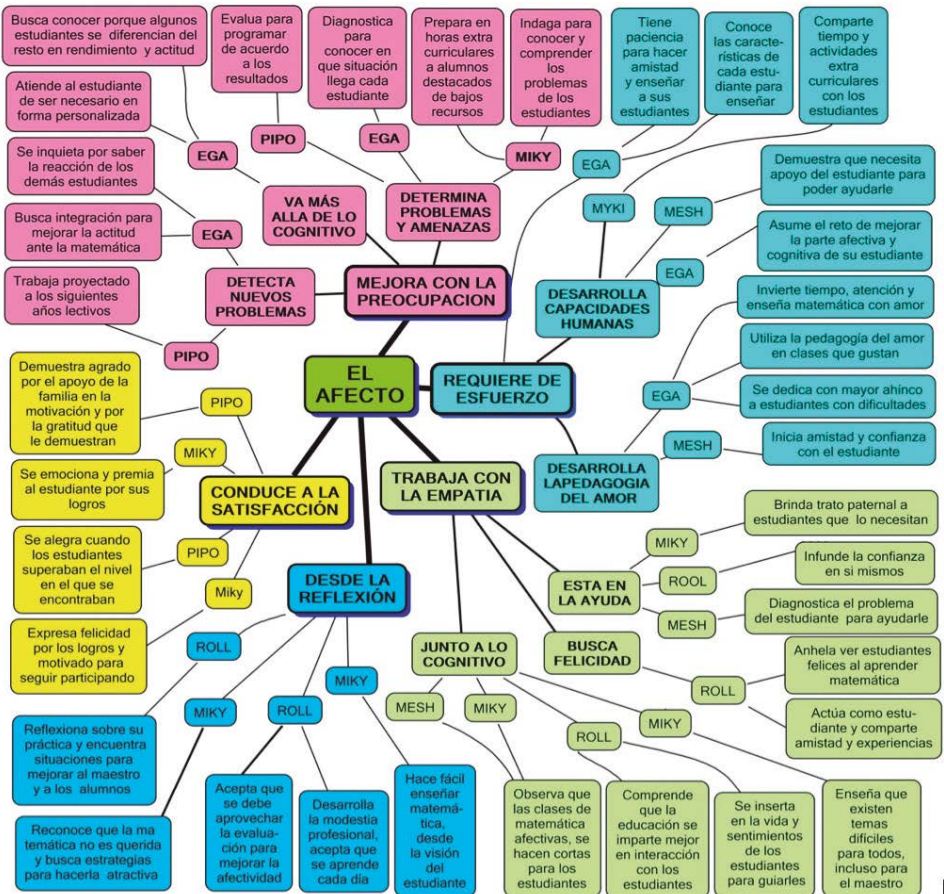 Busca conocer porque algunos
estudiantes se diferencian del
resto en rendimiento y actitud
Evalua para
programar de
acuerdo
a los
resultados
Diagnostica
para
conocer en
que situación
llega cada
estudiante
Prepara en
horas extra
curriculares
a alumnos
destacados
de bajos
recursos
Indaga para
conocer y
comprender
los
problemas
de los
estudiantes
Tiene
paciencia
para hacer
amistad
y enseñar
a sus
estudiantes
Conoce
las caracte-
rísticas de
cada estu-
diante para
enseñar
Comparte
tiempo y
actividades
extra
curriculares
con los
estudiantes
Atiende al estudiante
de ser necesario en
forma personalizada
EGA
PIPO
EGA
MIKY
EGA
MYKI
MESH
Demuestra que necesita
apoyo del estudiante para
poder ayudarle
Se inquieta por saber
la reacción de los
demás estudiantes
VA MÁS
ALLA DE LO
COGNITIVO
DETERMINA
PROBLEMAS
Y AMENAZAS
EGA
Asume el reto de mejorar
la parte afectiva y
cognitiva de su estudiante
Busca integración para
mejorar la actitud
ante la matemática
EGA
Trabaja proyectado
a los siguientes
años lectivos
DETECTA
NUEVOS
PROBLEMAS
PIPO
MEJORA CON LA
PREOCUPACION
DESARROLLA
CAPACIDADES
HUMANAS
Invierte tiempo, atención y
enseña matemática con amor
Utiliza la pedagogía del amor
en clases que gustan
EL
AFECTO
REQUIERE DE
ESFUERZO
EGA
Se dedica con mayor ahínco
a estudiantes con dificultades
MESH
Inicia amistad y confianza
con el estudiante
DESARROLLA
LAPEDAGOGIA
DEL AMOR
Demuestra agrado
por el apoyo de la
familia en la
motivación y por
la gratitud que
le demuestran
PIPO
MIKY
Se emociona y premia
al estudiante por sus
logros
CONDUCE A LA
SATISFACCIÓN
PIPO
Se alegra cuando
los estudiantes
superaban el nivel
en el que se
encontraban
Miky
Expresa felicidad
por los logros y
motivado para
seguir participando
TRABAJA CON
LA EMPATIA
Brinda trato paternal a
estudiantes que lo necesitan
MIKY
ESTA EN
LA AYUDA
ROOL
Infunde la confianza
en si mismos
MESH
Diagnostica el problema
del estudiante para ayudarle
DESDE LA
REFLEXIÓN
ROLL
MIKY
ROLL
MIKY
JUNTO A LO
COGNITIVO
BUSCA
FELICIDAD
ROLL
Anhela ver estudiantes
felices al aprender
matemática
Actúa como estu-
diante y comparte
amistad y experiencias
MESH
MIKY
ROLL
MIKY
Reflexiona sobre su
práctica y encuentra
situaciones para
mejorar al maestro
y a los alumnos
Reconoce que la ma
temática no es querida
y busca estrategias
para hacerla atractiva
Acepta que
se debe
aprovechar
la evalua-
ción para
mejorar la
afectividad
Desarrolla
la modestia
profesional,
acepta que
se aprende
cada día
Hace fácil
enseñar
matemá-
tica,
desde
la visión
del
estudiante
Observa que
las clases de
matemática
afectivas, se
hacen cortas
para los
estudiantes
Comprende
que la
educación se
imparte mejor
en interacción
con los
estudiantes
Se inserta
en la vida y
sentimientos
de los
estudiantes
para guiarles
Enseña que
existen
temas
difíciles
para todos,
incluso para
el maestro